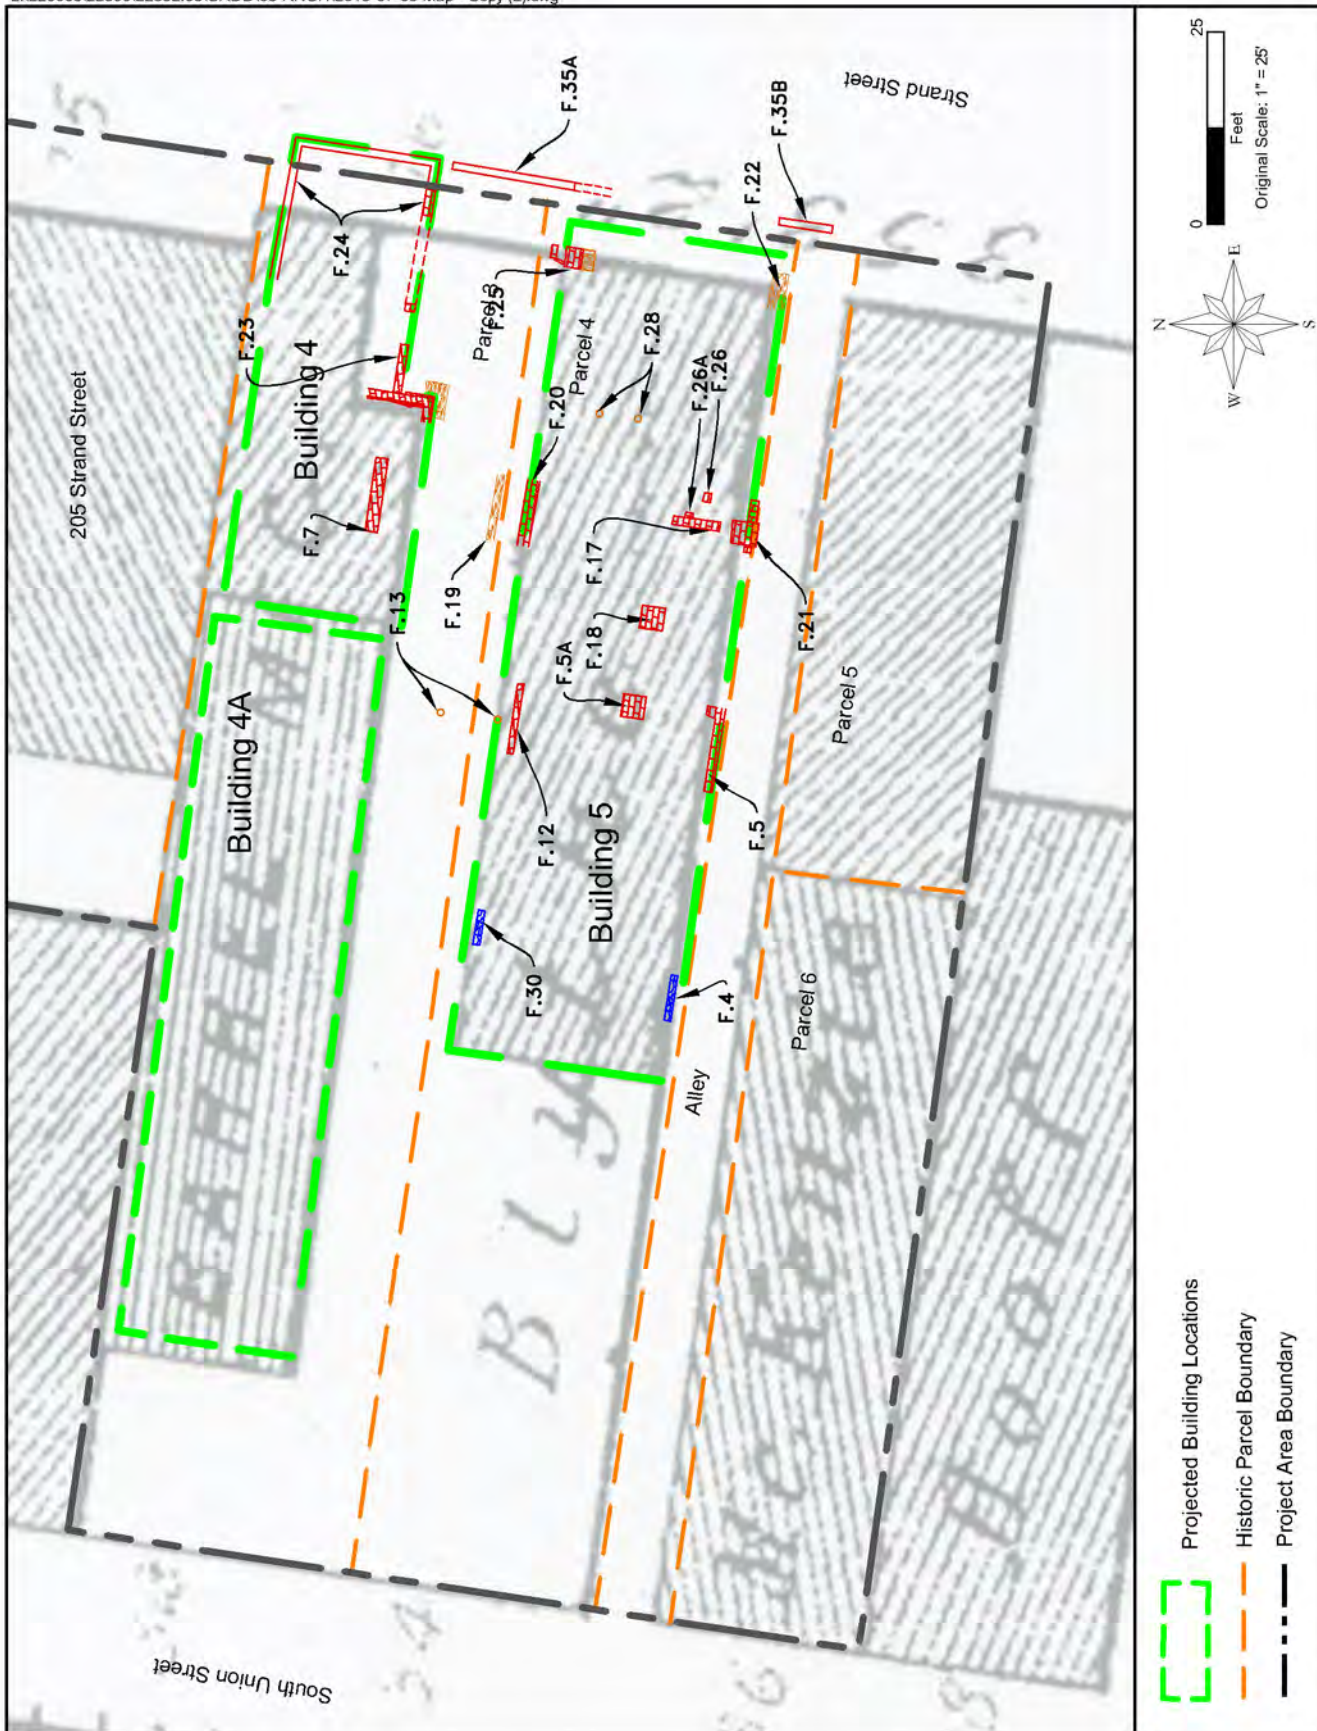 Strand Street
205 Strand Street
F.35A
F.35B
F.24
F.23
F.22
Building 4
Parcel 3
F.25
Parcel 4
F.28
F.26A
F.26
F.20
F.7
F.19
F.17
F.21
F.13
F.18
F.5A
Parcel 5
Building 4A
F.12
Building 5
F.5
F.30
F.4
Parcel 6
Alley
South Union Street
Bly
McKnize
Hooff
25
0
Feet
Original Scale: 1" = 25'
N
E
S
W
Projected Building Locations
Historic Parcel Boundary
Project Area Boundary